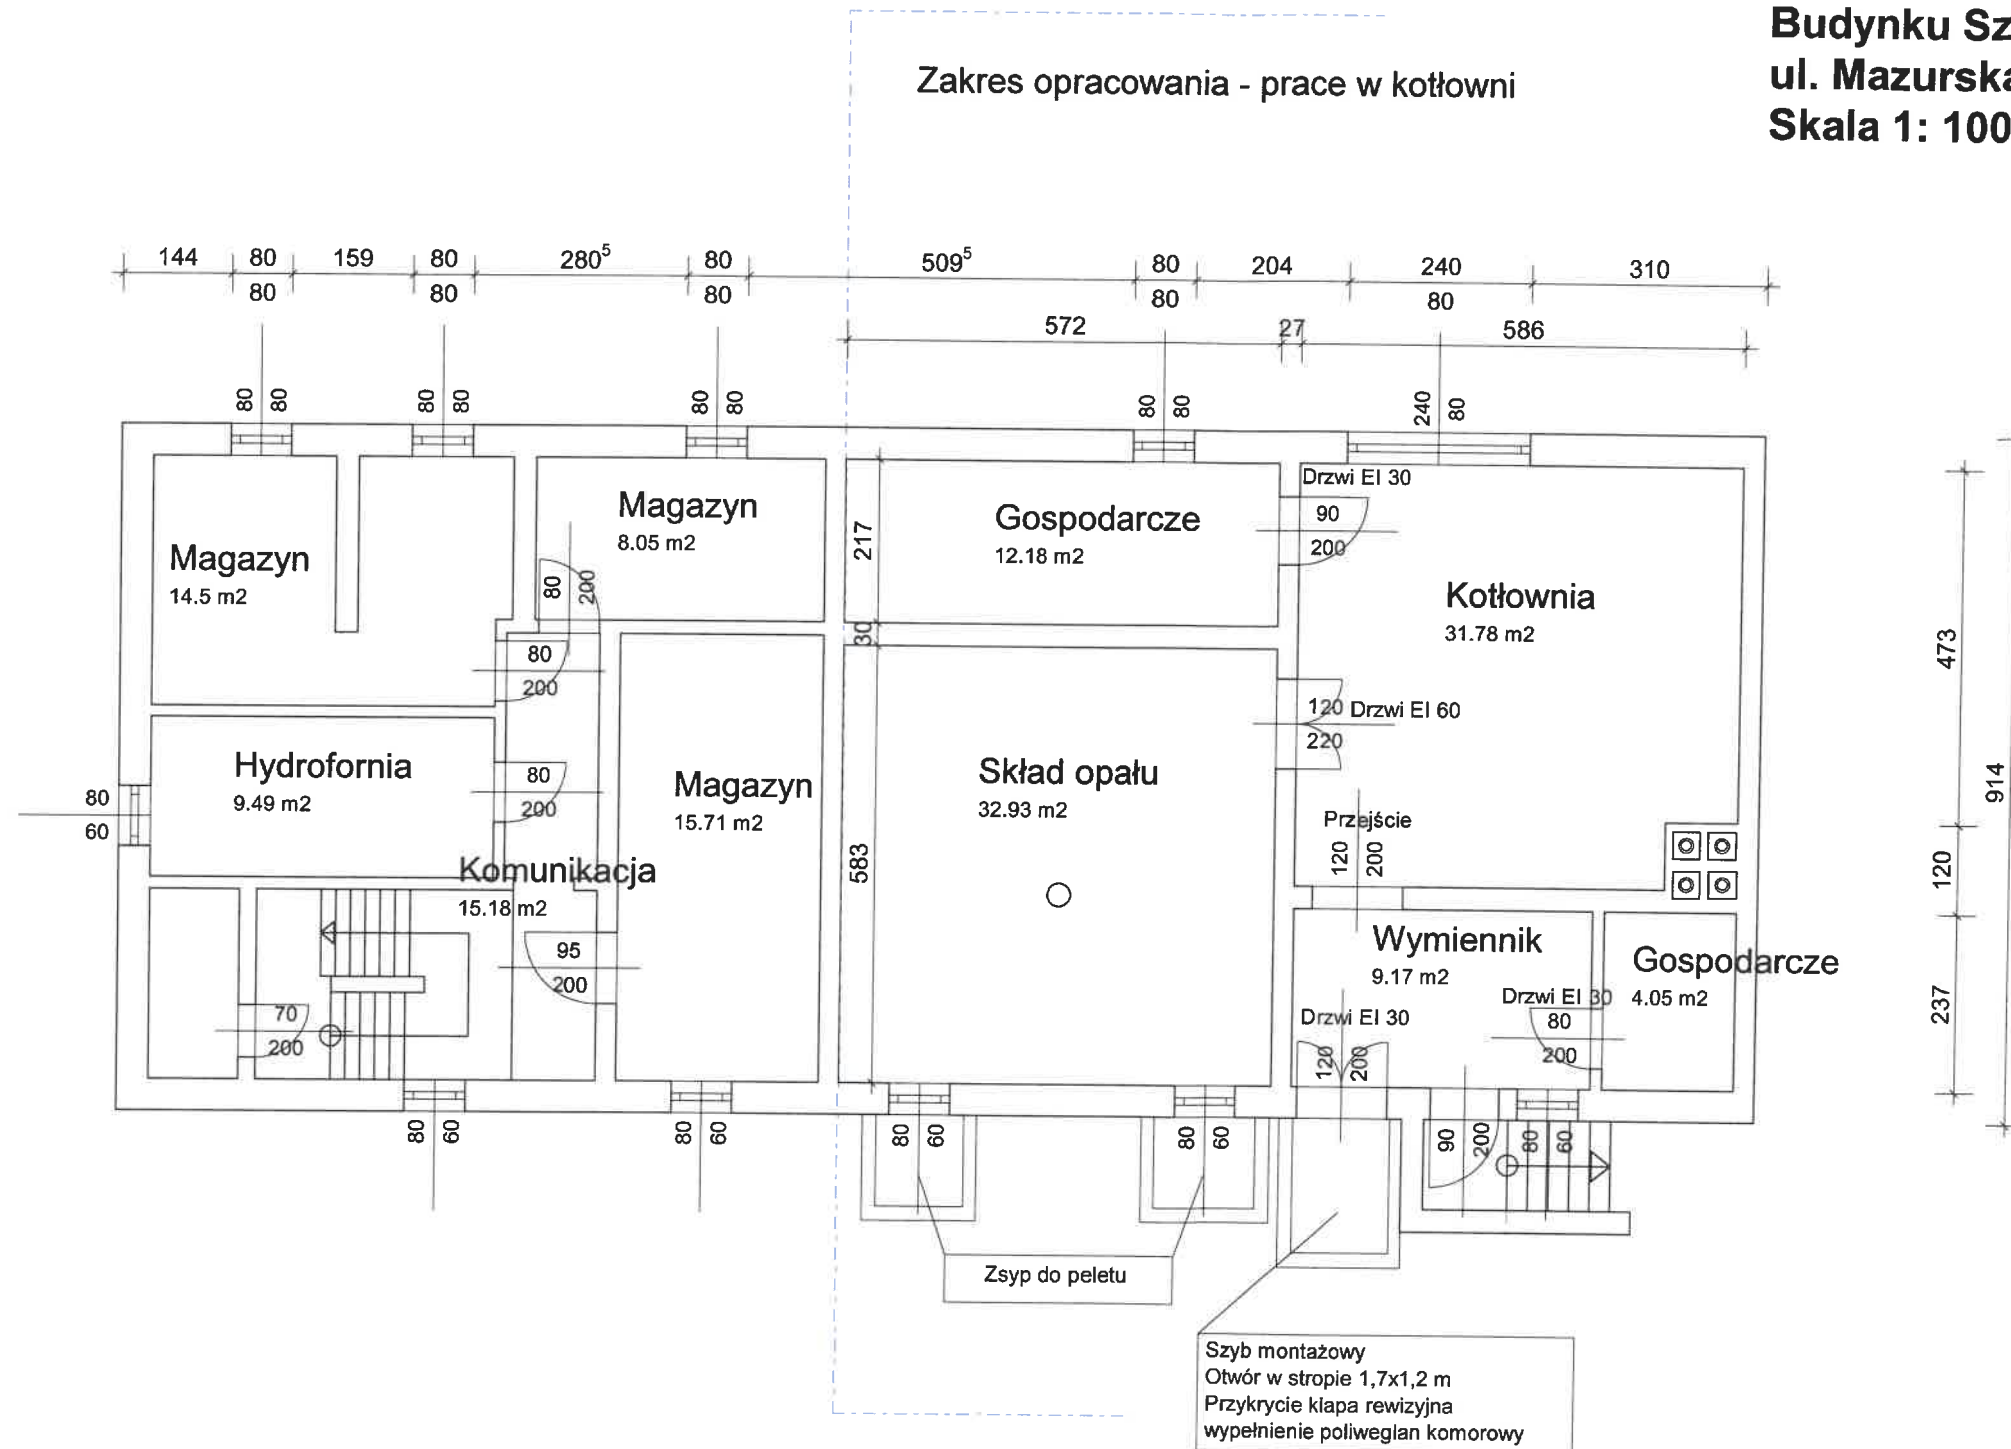 Budynku Sz
ul. Mazurska
Skala 1: 100
Zakres opracowania - prace w kotłowni
144 80 159 80 280⁵ 80 509⁵ 80 204 240 310
80 80 80 80 80
572 27 586
80 80 80 80 80 80 80 80 240 80
Drzwi EI 30
90
200
Magazyn
14.5 m2
Magazyn
8.05 m2
Gospodarcze
12.18 m2
Kotłownia
31.78 m2
217
30
583
80 200
80
200
Hydrofornia
9.49 m2
80
60
80
200
Magazyn
15.71 m2
Skład opału
32.93 m2
120 Drzwi EI 60
220
Przejście
120 200
Komunikacja
15.18 m2
95
200
70
200
Wymiennik
9.17 m2
Gospodarcze
4.05 m2
Drzwi EI 30
80
200
Drzwi EI 30
120 200
473
120
237
914
80 60 80 60 80 60 80 60 90 200 80 60
Zsyp do peletu
Szyb montażowy
Otwór w stropie 1,7x1,2 m
Przykrycie klapa rewizyjna
wypełnienie poliweglan komorowy